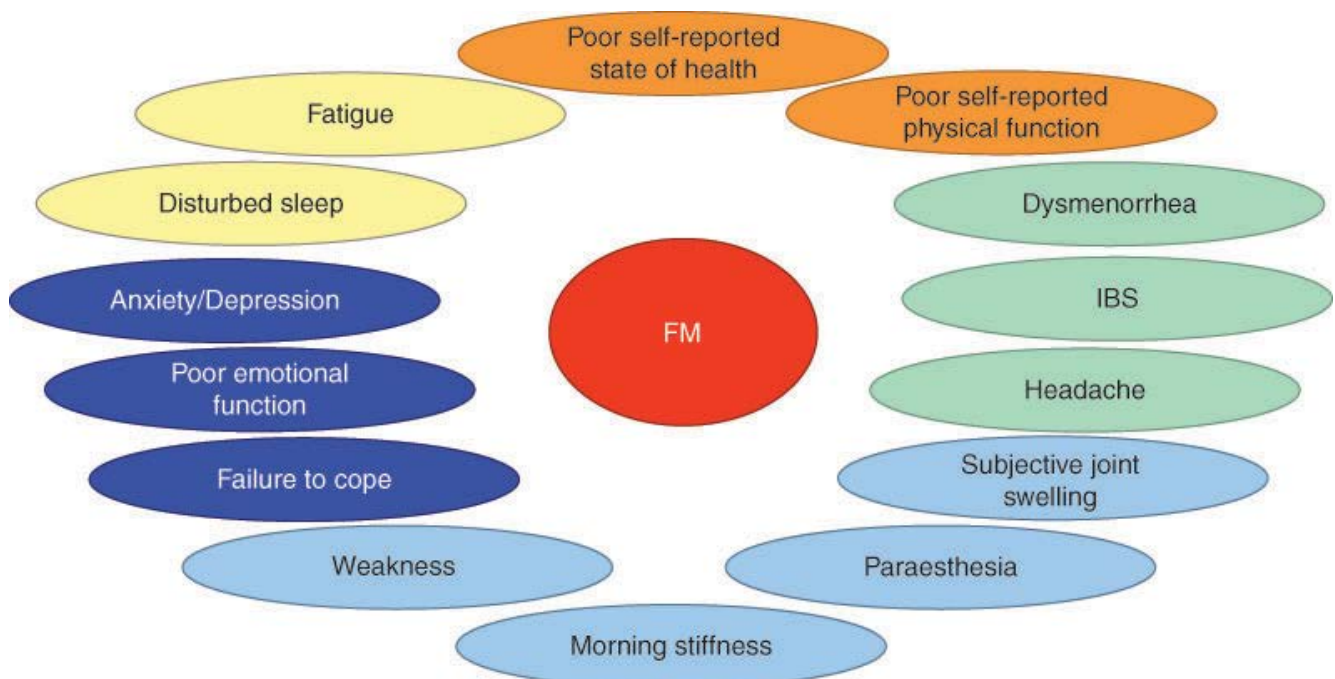 Poor self-reported
state of health
Fatigue
Poor self-reported
physical function
Disturbed sleep
Dysmenorrhea
Anxiety/Depression
IBS
FM
Poor emotional
function
Headache
Failure to cope
Subjective joint
swelling
Weakness
Paraesthesia
Morning stiffness